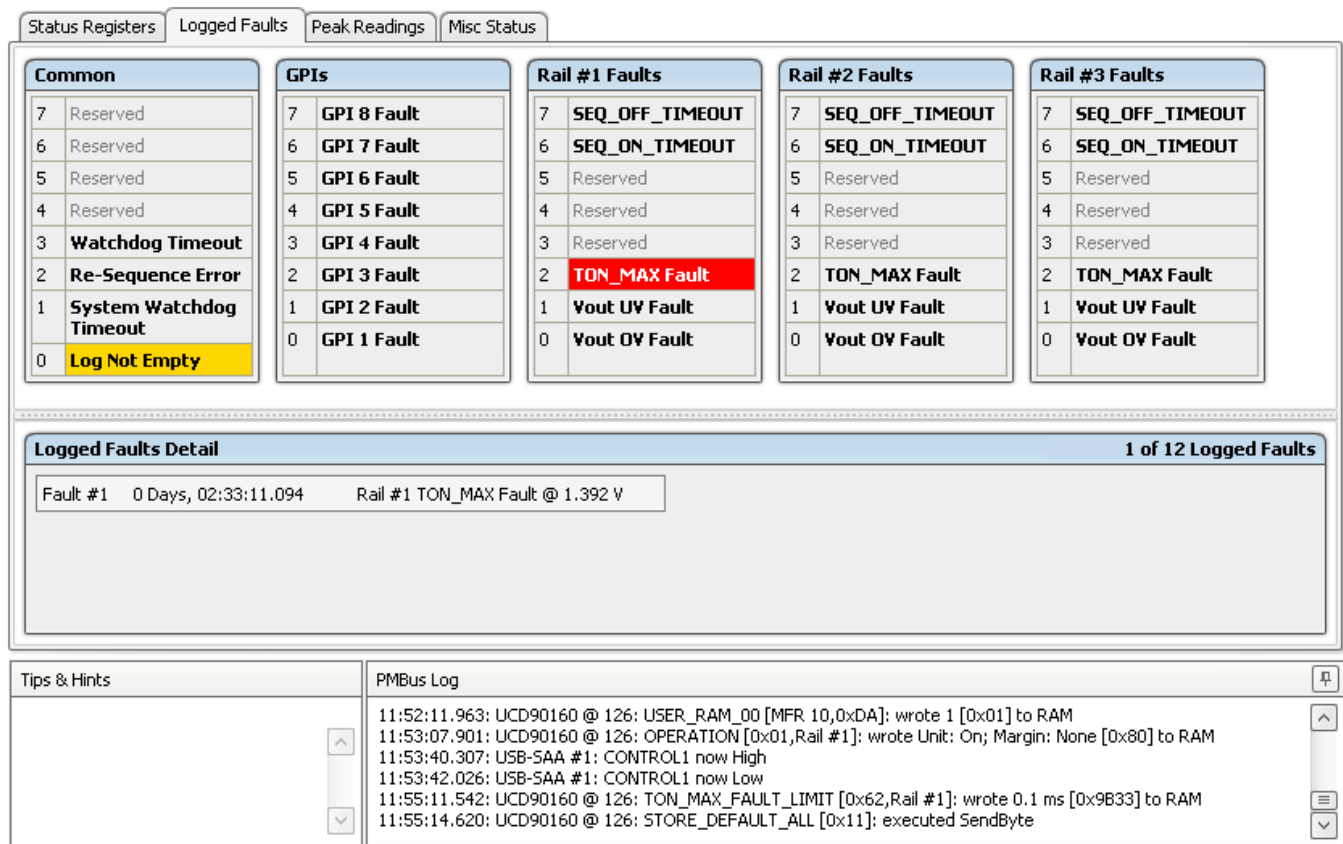 Status Registers
Logged Faults
Peak Readings
Misc Status
Common
7 Reserved
6 Reserved
5 Reserved
4 Reserved
3 Watchdog Timeout
2 Re-Sequence Error
1 System Watchdog
Timeout
0 Log Not Empty
GPIs
7 GPI 8 Fault
6 GPI 7 Fault
5 GPI 6 Fault
4 GPI 5 Fault
3 GPI 4 Fault
2 GPI 3 Fault
1 GPI 2 Fault
0 GPI 1 Fault
Rail #1 Faults
7 SEQ_OFF_TIMEOUT
6 SEQ_ON_TIMEOUT
5 Reserved
4 Reserved
3 Reserved
2 TON_MAX Fault
1 Vout UV Fault
0 Vout OV Fault
Rail #2 Faults
7 SEQ_OFF_TIMEOUT
6 SEQ_ON_TIMEOUT
5 Reserved
4 Reserved
3 Reserved
2 TON_MAX Fault
1 Vout UV Fault
0 Vout OV Fault
Rail #3 Faults
7 SEQ_OFF_TIMEOUT
6 SEQ_ON_TIMEOUT
5 Reserved
4 Reserved
3 Reserved
2 TON_MAX Fault
1 Vout UV Fault
0 Vout OV Fault
Logged Faults Detail 1 of 12 Logged Faults
Fault #1 0 Days, 02:33:11.094 Rail #1 TON_MAX Fault @ 1.392 V
Tips & Hints
PMBus Log
11:52:11.963: UCD90160 @ 126: USER_RAM_00 [MFR 10,0xDA]: wrote 1 [0x01] to RAM
11:53:07.901: UCD90160 @ 126: OPERATION [0x01,Rail #1]: wrote Unit: On; Margin: None [0x80] to RAM
11:53:40.307: USB-SAA #1: CONTROL1 now High
11:53:42.026: USB-SAA #1: CONTROL1 now Low
11:55:11.542: UCD90160 @ 126: TON_MAX_FAULT_LIMIT [0x62,Rail #1]: wrote 0.1 ms [0x9B33] to RAM
11:55:14.620: UCD90160 @ 126: STORE_DEFAULT_ALL [0x11]: executed SendByte